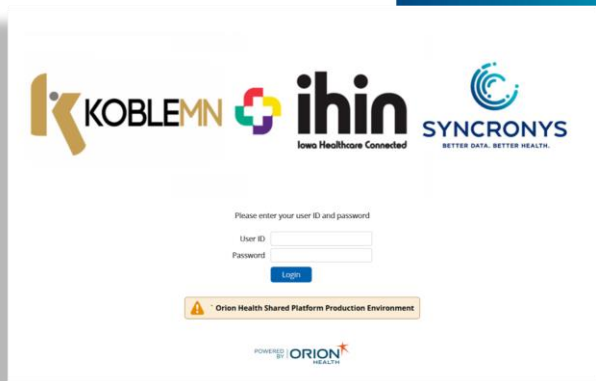 KOBLEMN
ihin
Iowa Healthcare Connected
SYNCRONYS
BETTER DATA. BETTER HEALTH.
Please enter your user ID and password
User ID
Password
Login
` Orion Health Shared Platform Production Environment
POWERED BY ORION HEALTH